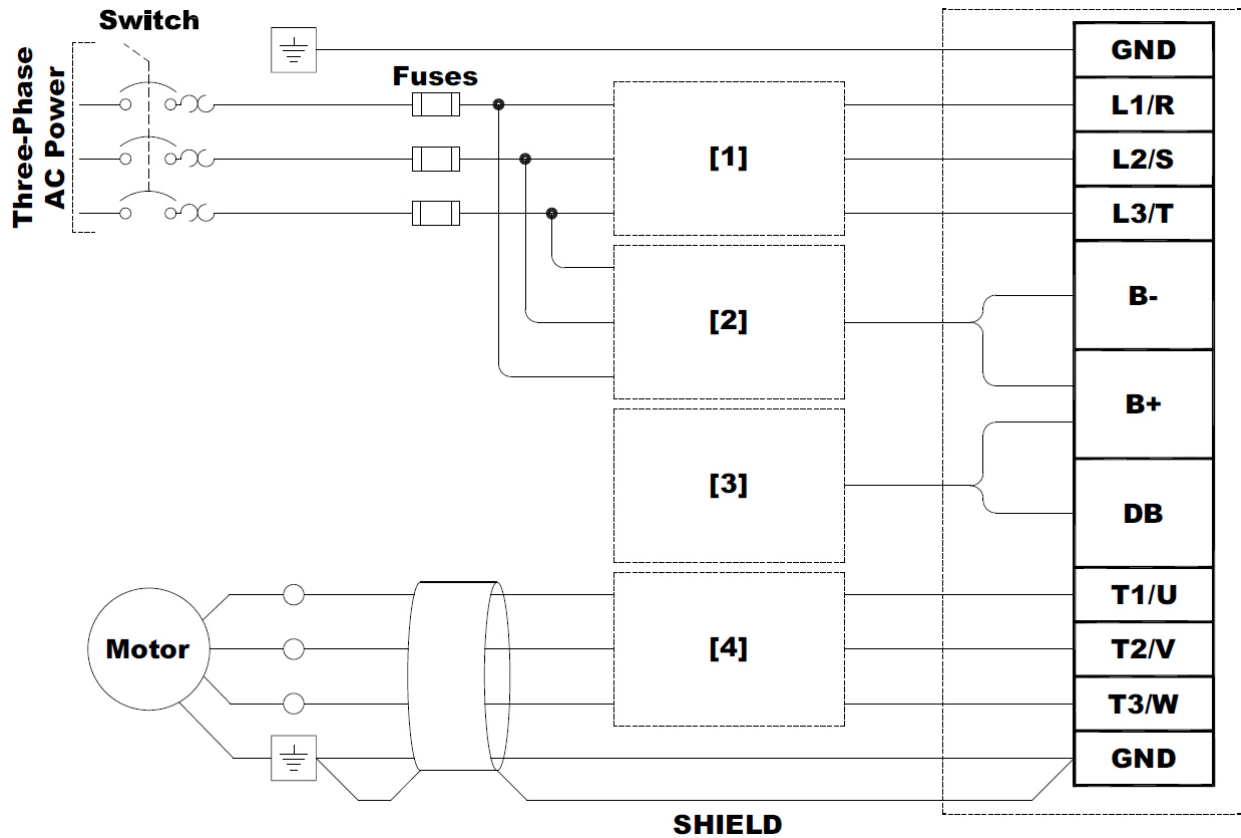 Switch
Three-Phase
AC Power
Fuses
GND
L1/R
L2/S
L3/T
[1]
[2]
B-
B+
[3]
DB
T1/U
Motor
[4]
T2/V
T3/W
GND
SHIELD